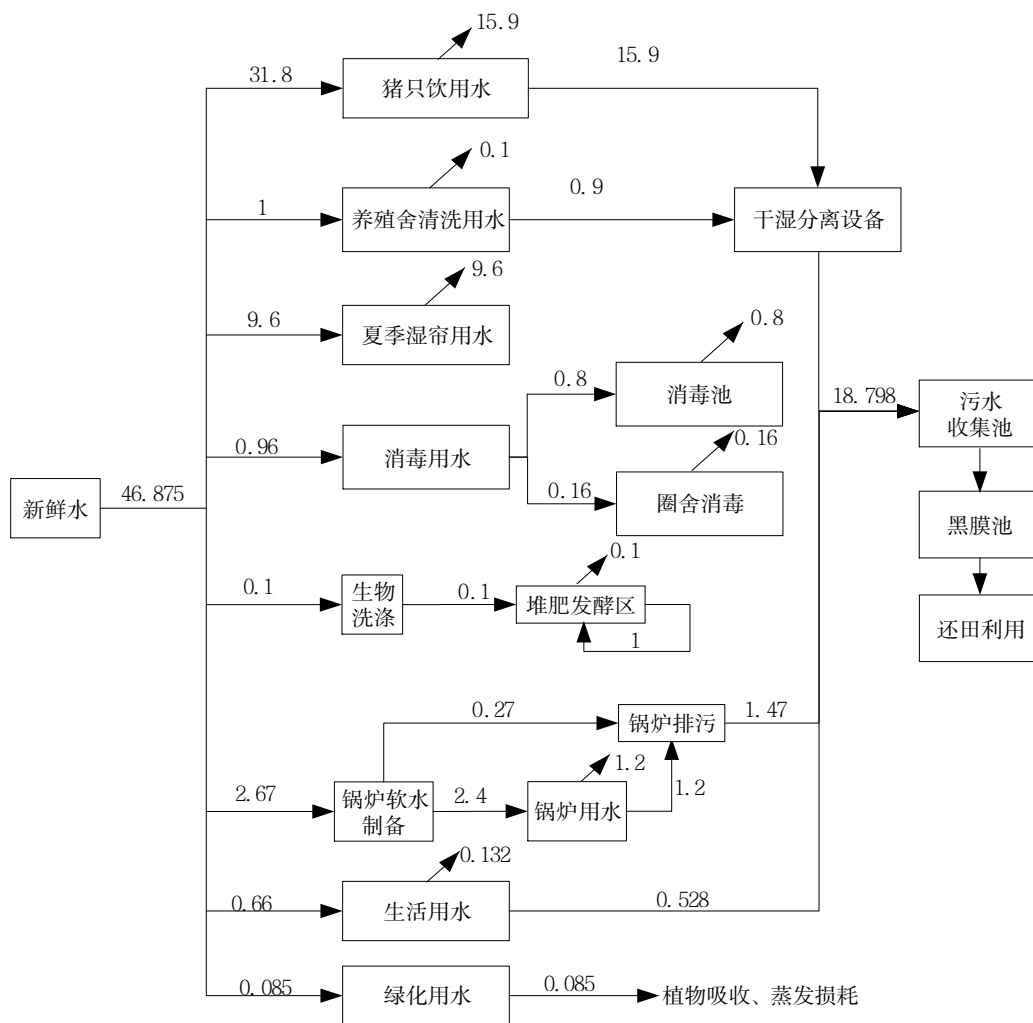 15.9
15.9
31.8
猪只饮用水
0.1
0.9
1
养殖舍清洗用水
干湿分离设备
9.6
9.6
夏季湿帘用水
0.8
0.8
消毒池
18.798
污水
收集池
0.96
消毒用水
0.16
0.16
圈舍消毒
新鲜水
46.875
黑膜池
0.1
0.1
生物
洗涤
0.1
堆肥发酵区
1
还田利用
0.27
锅炉排污
1.47
1.2
1.2
2.67
锅炉软水
制备
2.4
锅炉用水
0.132
0.66
生活用水
0.528
0.085
绿化用水
0.085
植物吸收、蒸发损耗